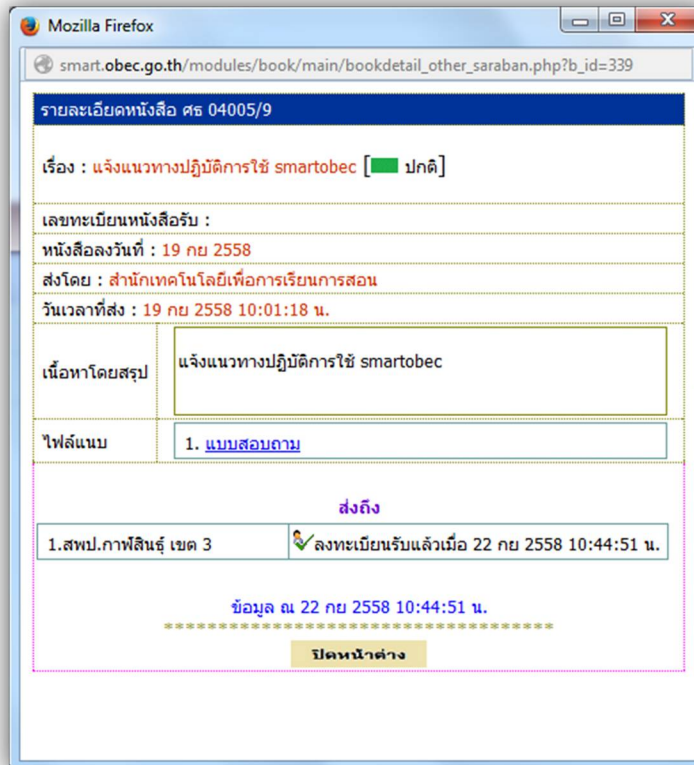 Mozilla Firefox
smart.obec.go.th/modules/book/main/bookdetail_other_saraban.php?b_id=339
รายละเอียดหนังสือ ศธ 04005/9
เรื่อง : แจ้งแนวทางปฏิบัติการใช้ smartobec [ ปกติ]
เลขทะเบียนหนังสือรับ :
หนังสือลงวันที่ : 19 กย 2558
ส่งโดย : สำนักเทคโนโลยีเพื่อการเรียนการสอน
วันเวลาที่ส่ง : 19 กย 2558 10:01:18 น.
เนื้อหาโดยสรุป
แจ้งแนวทางปฏิบัติการใช้ smartobec
ไฟล์แนบ
1. แบบสอบถาม
ส่งถึง
1.สพป.กาฬสินธุ์ เขต 3 ลงทะเบียนรับแล้วเมื่อ 22 กย 2558 10:44:51 น.
ข้อมูล ณ 22 กย 2558 10:44:51 น.
************************************
ปิดหน้าต่าง